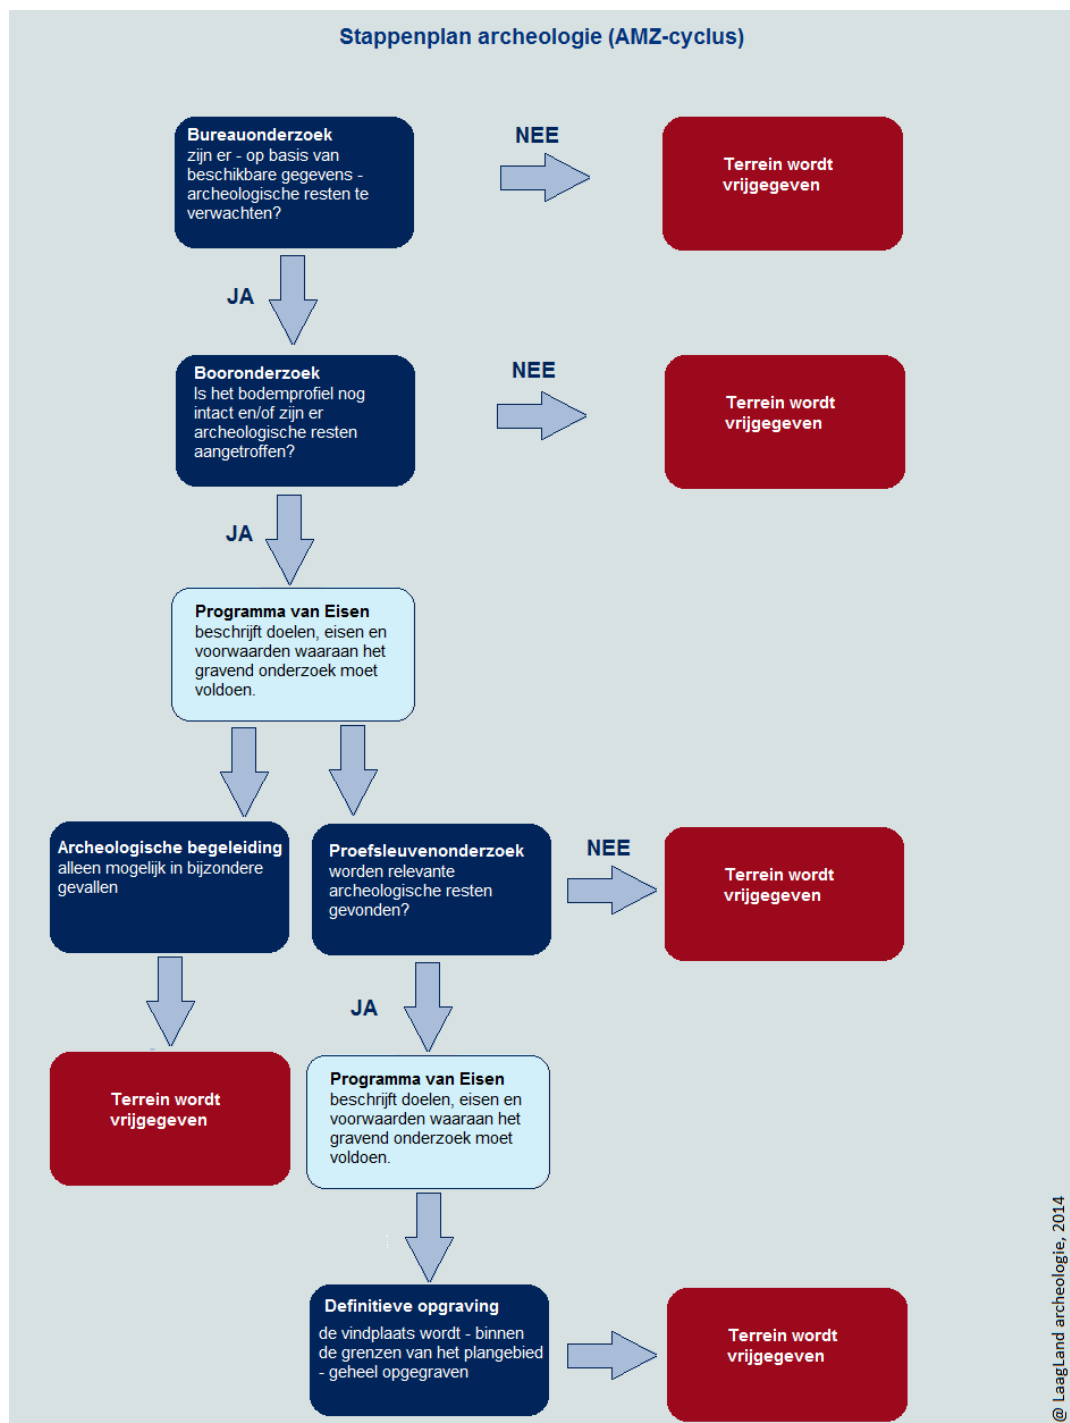 Stappenplan archeologie (AMZ-cyclus)
Bureauonderzoek
zijn er - op basis van
beschikbare gegevens -
archeologische resten te
verwachten?
NEE
Terrein wordt
vrijgegeven
JA
Booronderzoek
Is het bodemprofiel nog
intact en/of zijn er
archeologische resten
aangetroffen?
NEE
Terrein wordt
vrijgegeven
JA
Programma van Eisen
beschrijft doelen, eisen en
voorwaarden waaraan het
gravend onderzoek moet
voldoen.
Archeologische begeleiding
alleen mogelijk in bijzondere
gevallen
Proefsleuvenonderzoek
worden relevante
archeologische resten
gevonden?
NEE
Terrein wordt
vrijgegeven
JA
Terrein wordt
vrijgegeven
Programma van Eisen
beschrijft doelen, eisen en
voorwaarden waaraan het
gravend onderzoek moet
voldoen.
Definitieve opgraving
de vindplaats wordt - binnen
de grenzen van het plangebied
- geheel opgegraven
Terrein wordt
vrijgegeven
@ LaagLand archeologie, 2014